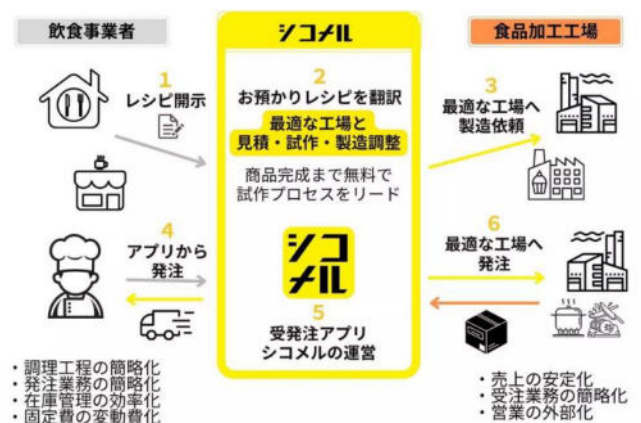 飲食事業者
シコメル
食品加工工場
1
レシピ開示
2
お預かりレシピを翻訳
最適な工場と
見積・試作・製造調整
商品完成まで無料で
試作プロセスをリード
3
最適な工場へ
製造依頼
4
アプリから
発注
シコ
メル
5
受発注アプリ
シコメルの運営
6
最適な工場へ
発注
・調理工程の簡略化
・発注業務の簡略化
・在庫管理の効率化
・固定費の変動費化
・売上の安定化
・受注業務の簡略化
・営業の外部化